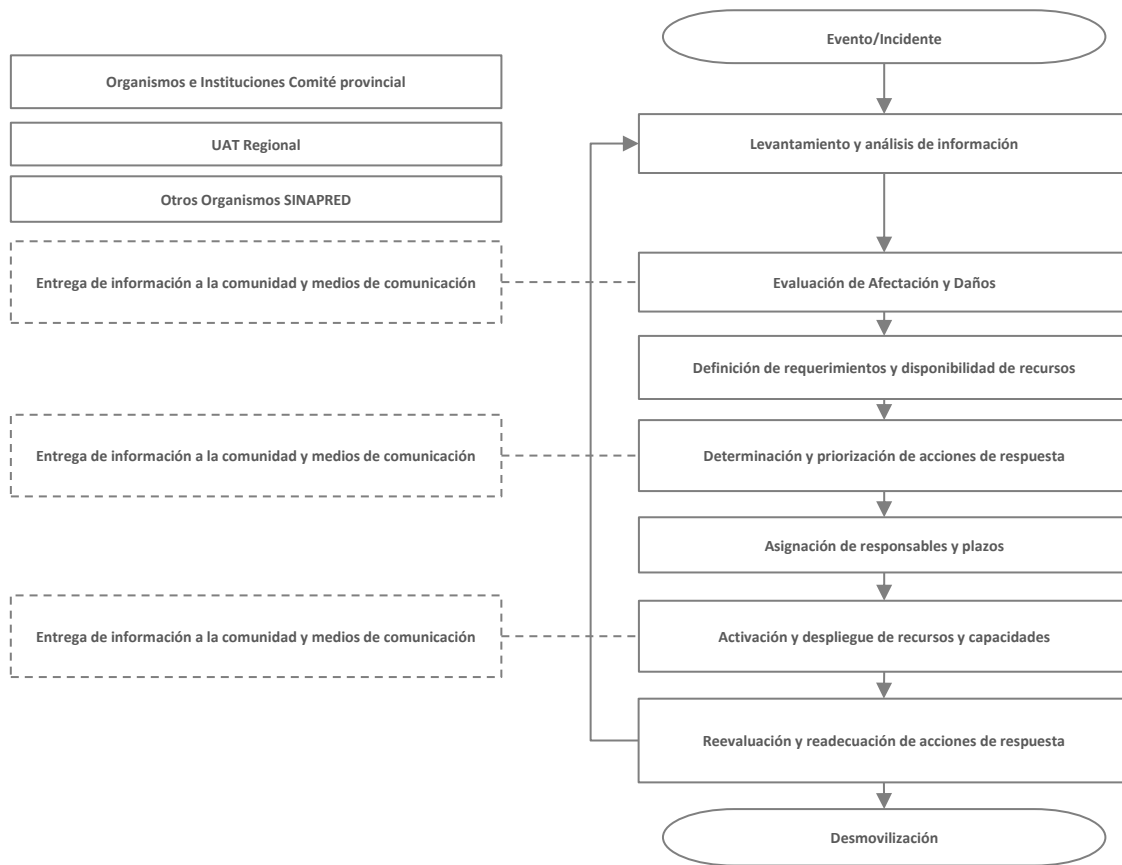 Evento/Incidente
Organismos e Instituciones Comité provincial
UAT Regional
Levantamiento y análisis de información
Otros Organismos SINAPRED
Entrega de información a la comunidad y medios de comunicación
Evaluación de Afectación y Daños
Definición de requerimientos y disponibilidad de recursos
Entrega de información a la comunidad y medios de comunicación
Determinación y priorización de acciones de respuesta
Asignación de responsables y plazos
Entrega de información a la comunidad y medios de comunicación
Activación y despliegue de recursos y capacidades
Reevaluación y readecuación de acciones de respuesta
Desmovilización